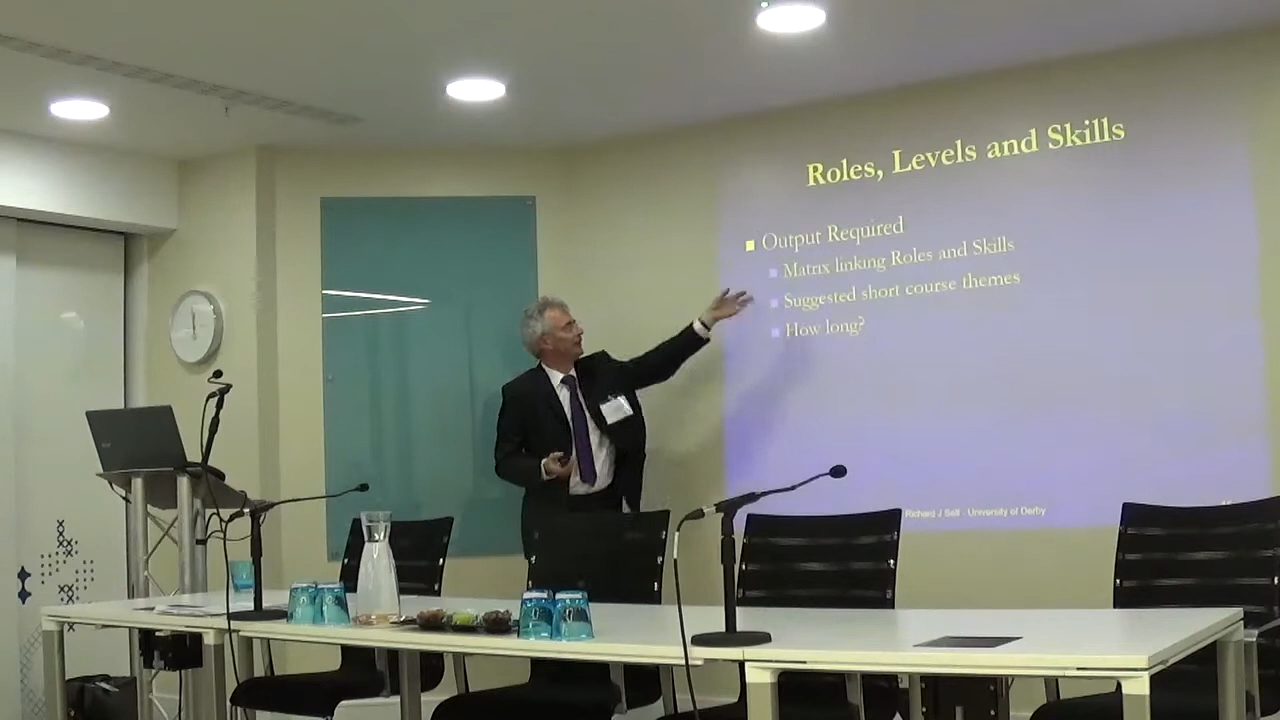 Roles, Levels and Skills
Output Required
Matrix linking Roles and Skills
Suggested short course themes
How long?
Richard J Self - University of Derby